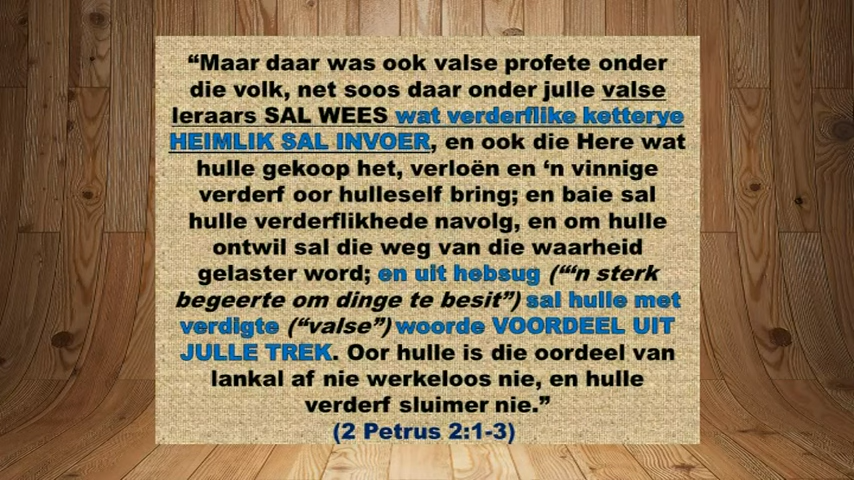 “Maar daar was ook valse profete onder
die volk, net soos daar onder julle valse
leraars SAL WEES wat verderflike ketterye
HEIMLIK SAL INVOER, en ook die Here wat
hulle gekoop het, verloën en ‘n vinnige
verderf oor hulleself bring; en baie sal
hulle verderflikhede navolg, en om hulle
ontwil sal die weg van die waarheid
gelaster word; en uit hebsug (“‘n sterk
begeerte om dinge te besit”) sal hulle met
verdigte (“valse”) woorde VOORDEEL UIT
JULLE TREK. Oor hulle is die oordeel van
lankal af nie werkeloos nie, en hulle
verderf sluimer nie.”
(2 Petrus 2:1-3)